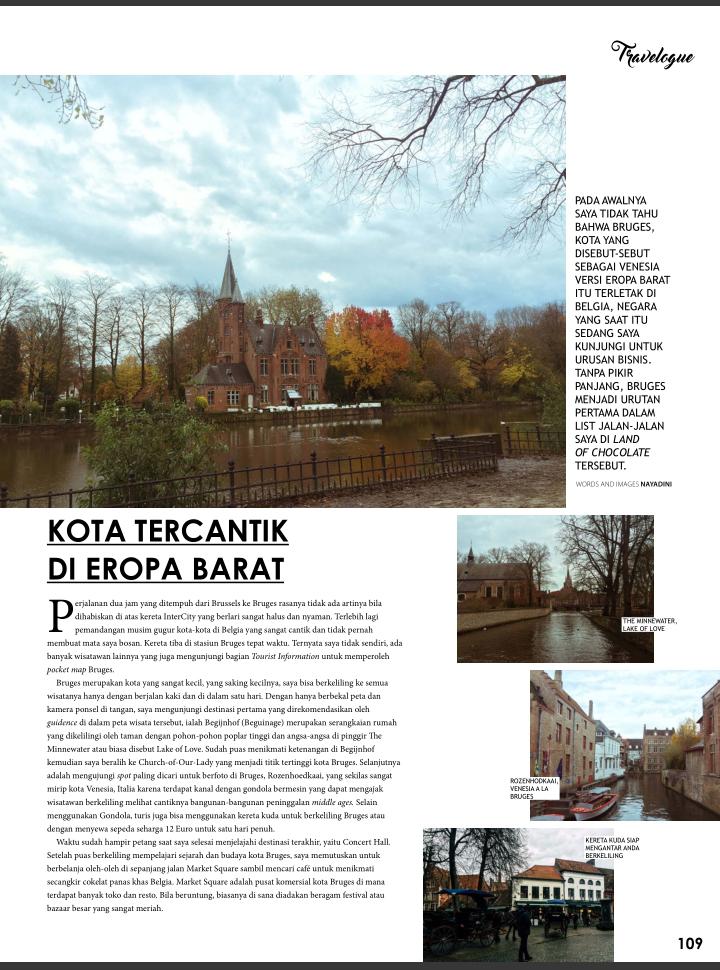 Travelogue
PADA AWALNYA
SAYA TIDAK TAHU
BAHWA BRUGES,
KOTA YANG
DISEBUT-SEBUT
SEBAGAI VENESIA
VERSI EROPA BARAT
ITU TERLETAK DI
BELGIA, NEGARA
YANG SAAT ITU
SEDANG SAYA
KUNJUNGI UNTUK
URUSAN BISNIS.
TANPA PIKIR
PANJANG, BRUGES
MENJADI URUTAN
PERTAMA DALAM
LIST JALAN-JALAN
SAYA DI LAND
OF CHOCOLATE
TERSEBUT.
WORDS AND IMAGES NAYADINI
KOTA TERCANTIK
DI EROPA BARAT
Perjalanan dua jam yang ditempuh dari Brussels ke Bruges rasanya tidak ada artinya bila
dihabiskan di atas kereta InterCity yang berlari sangat halus dan nyaman. Terlebih lagi
pemandangan musim gugur kota-kota di Belgia yang sangat cantik dan tidak pernah
membuat mata saya bosan. Kereta tiba di stasiun Bruges tepat waktu. Ternyata saya tidak sendiri, ada
banyak wisatawan lainnya yang juga mengunjungi bagian Tourist Information untuk memperoleh
pocket map Bruges.
Bruges merupakan kota yang sangat kecil, yang saking kecilnya, saya bisa berkeliling ke semua
wisatanya hanya dengan berjalan kaki dan di dalam satu hari. Dengan hanya berbekal peta dan
kamera ponsel di tangan, saya mengunjungi destinasi pertama yang direkomendasikan oleh
guidence di dalam peta wisata tersebut, ialah Begijnhof (Beguinage) merupakan serangkaian rumah
yang dikelilingi oleh taman dengan pohon-pohon poplar tinggi dan angsa-angsa di pinggir The
Minnewater atau biasa disebut Lake of Love. Sudah puas menikmati ketenangan di Begijnhof
kemudian saya beralih ke Church-of-Our-Lady yang menjadi titik tertinggi kota Bruges. Selanjutnya
adalah mengujungi spot paling dicari untuk berfoto di Bruges, Rozenhoedkaai, yang sekilas sangat
mirip kota Venesia, Italia karena terdapat kanal dengan gondola bermesin yang dapat mengajak
wisatawan berkeliling melihat cantiknya bangunan-bangunan peninggalan middle ages. Selain
menggunakan Gondola, turis juga bisa menggunakan kereta kuda untuk berkeliling Bruges atau
dengan menyewa sepeda seharga 12 Euro untuk satu hari penuh.
Waktu sudah hampir petang saat saya selesai menjelajahi destinasi terakhir, yaitu Concert Hall.
Setelah puas berkeliling mempelajari sejarah dan budaya kota Bruges, saya memutuskan untuk
berbelanja oleh-oleh di sepanjang jalan Market Square sambil mencari café untuk menikmati
secangkir cokelat panas khas Belgia. Market Square adalah pusat komersial kota Bruges di mana
terdapat banyak toko dan resto. Bila beruntung, biasanya di sana diadakan beragam festival atau
bazaar besar yang sangat meriah.
THE MINNEWATER,
LAKE OF LOVE
ROZENHODKAAI,
VENESIA A LA
BRUGES
KERETA KUDA SIAP
MENGANTAR ANDA
BERKELILING
109